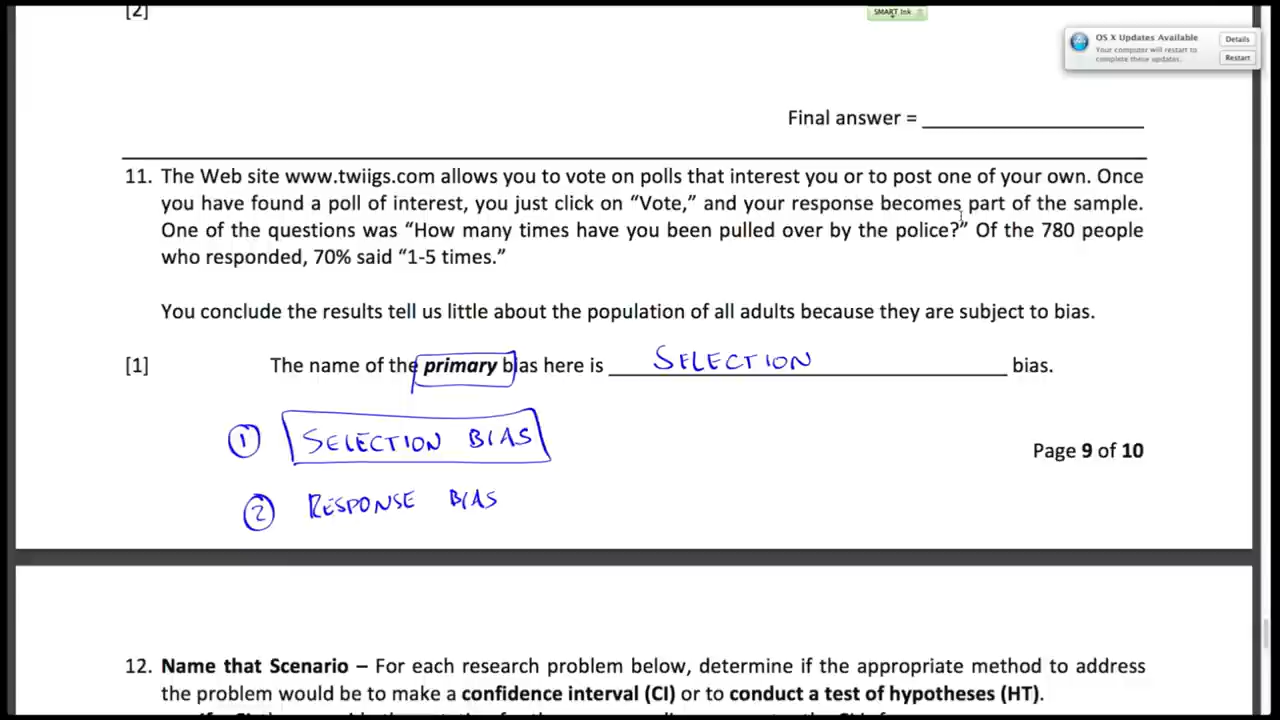 [2]
SMART Ink
OS X Updates Available
Your computer will restart to
complete these updates.
Details
Restart
Final answer = ____________________
11. The Web site www.twiigs.com allows you to vote on polls that interest you or to post one of your own. Once
you have found a poll of interest, you just click on “Vote,” and your response becomes part of the sample.
One of the questions was “How many times have you been pulled over by the police?” Of the 780 people
who responded, 70% said “1-5 times.”
You conclude the results tell us little about the population of all adults because they are subject to bias.
[1] The name of the primary bias here is SELECTION bias.
1 SELECTION BIAS
Page 9 of 10
2 RESPONSE BIAS
12. Name that Scenario – For each research problem below, determine if the appropriate method to address
the problem would be to make a confidence interval (CI) or to conduct a test of hypotheses (HT).